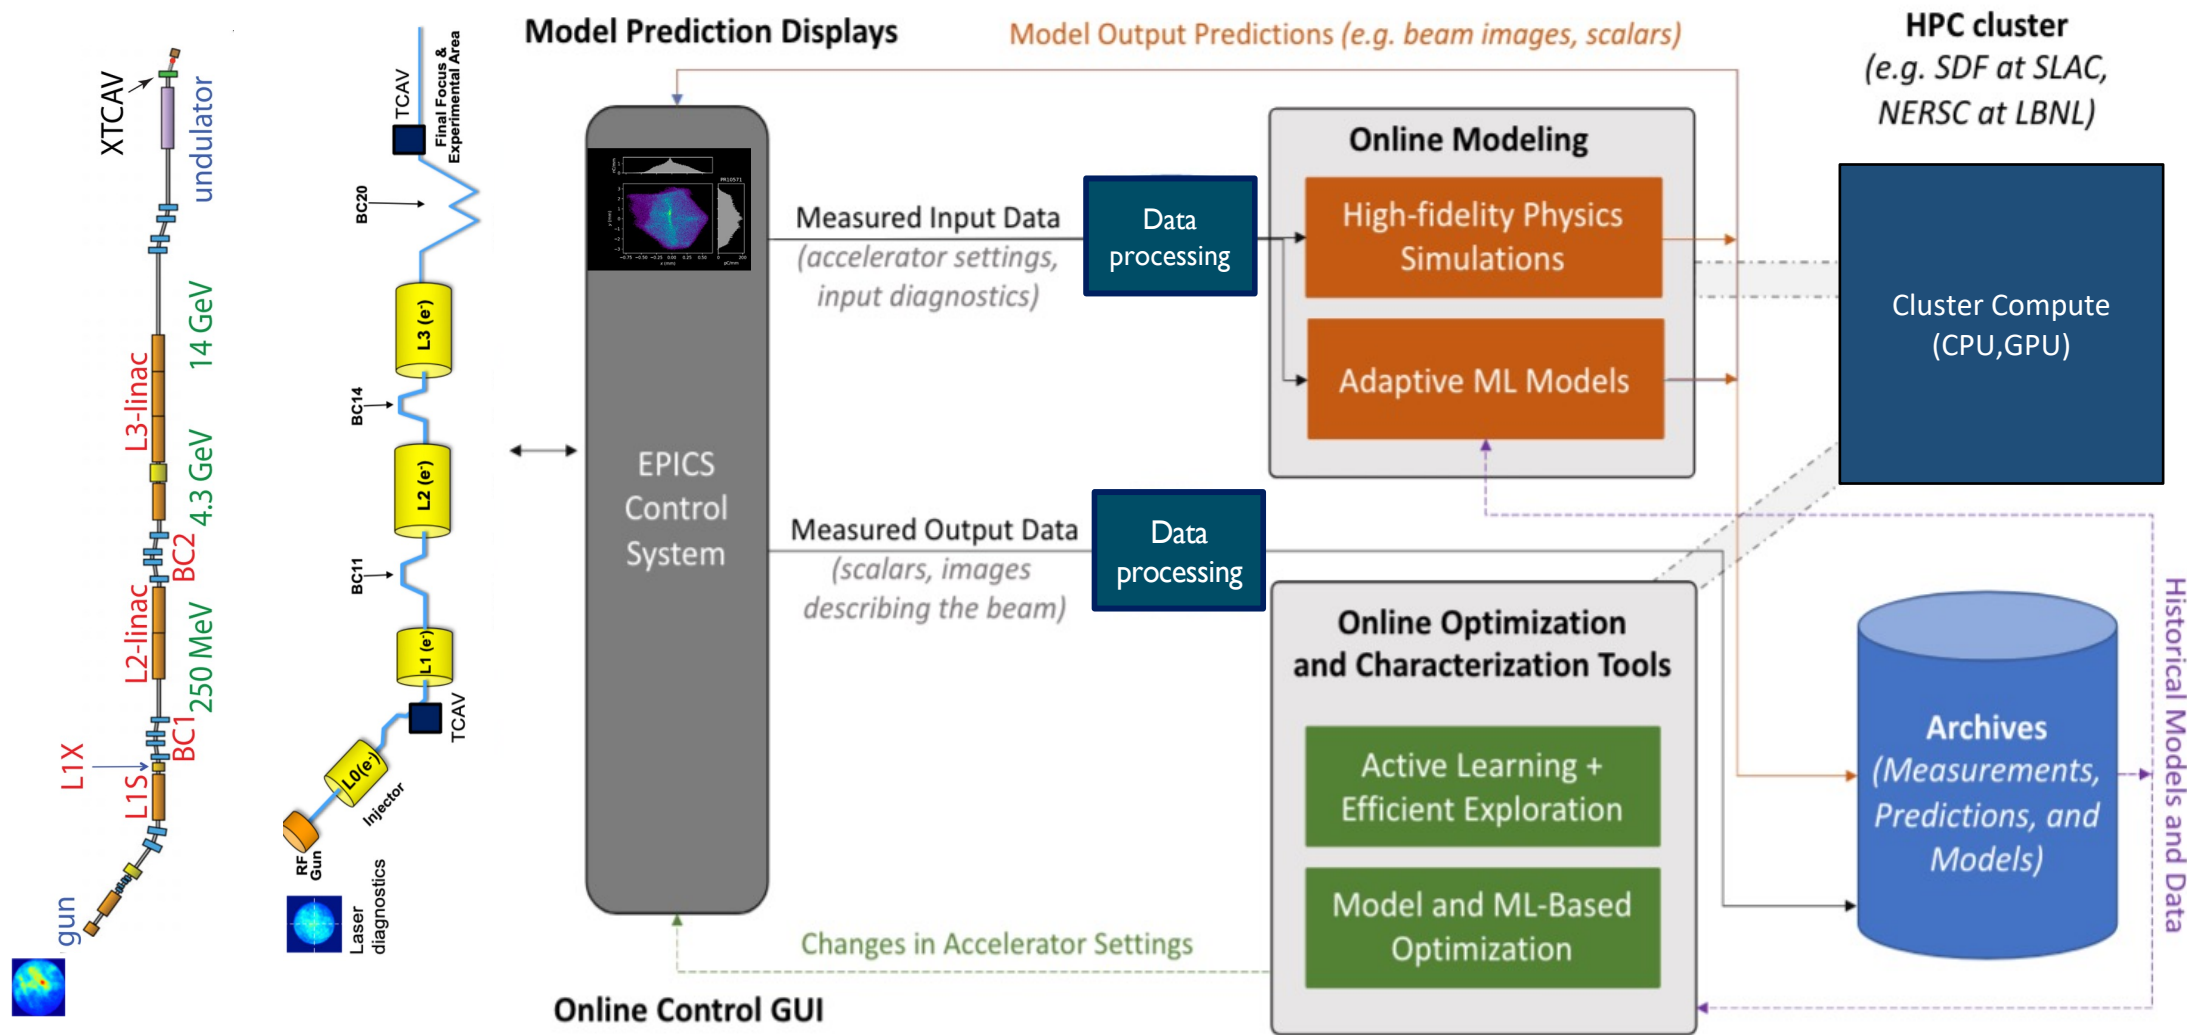 XTCAV
undulator
14 GeV
L3-linac
4.3 GeV
BC2
L2-linac
250 MeV
BC1
L1X
L1S
gun
TCAV
Final Focus &
Experimental Area
BC20
L3 (e-)
BC14
L2 (e-)
BC11
L1 (e-)
TCAV
L0(e-)
Injector
RF
Gun
Laser
diagnostics
Model Prediction Displays
PR10571
x (mm)
EPICS
Control
System
Online Control GUI
Model Output Predictions (e.g. beam images, scalars)
Measured Input Data
(accelerator settings,
input diagnostics)
Data
processing
Online Modeling
High-fidelity Physics
Simulations
Adaptive ML Models
Measured Output Data
(scalars, images
describing the beam)
Data
processing
Online Optimization
and Characterization Tools
Active Learning +
Efficient Exploration
Model and ML-Based
Optimization
Changes in Accelerator Settings
HPC cluster
(e.g. SDF at SLAC,
NERSC at LBNL)
Cluster Compute
(CPU,GPU)
Archives
(Measurements,
Predictions, and
Models)
Historical Models and Data